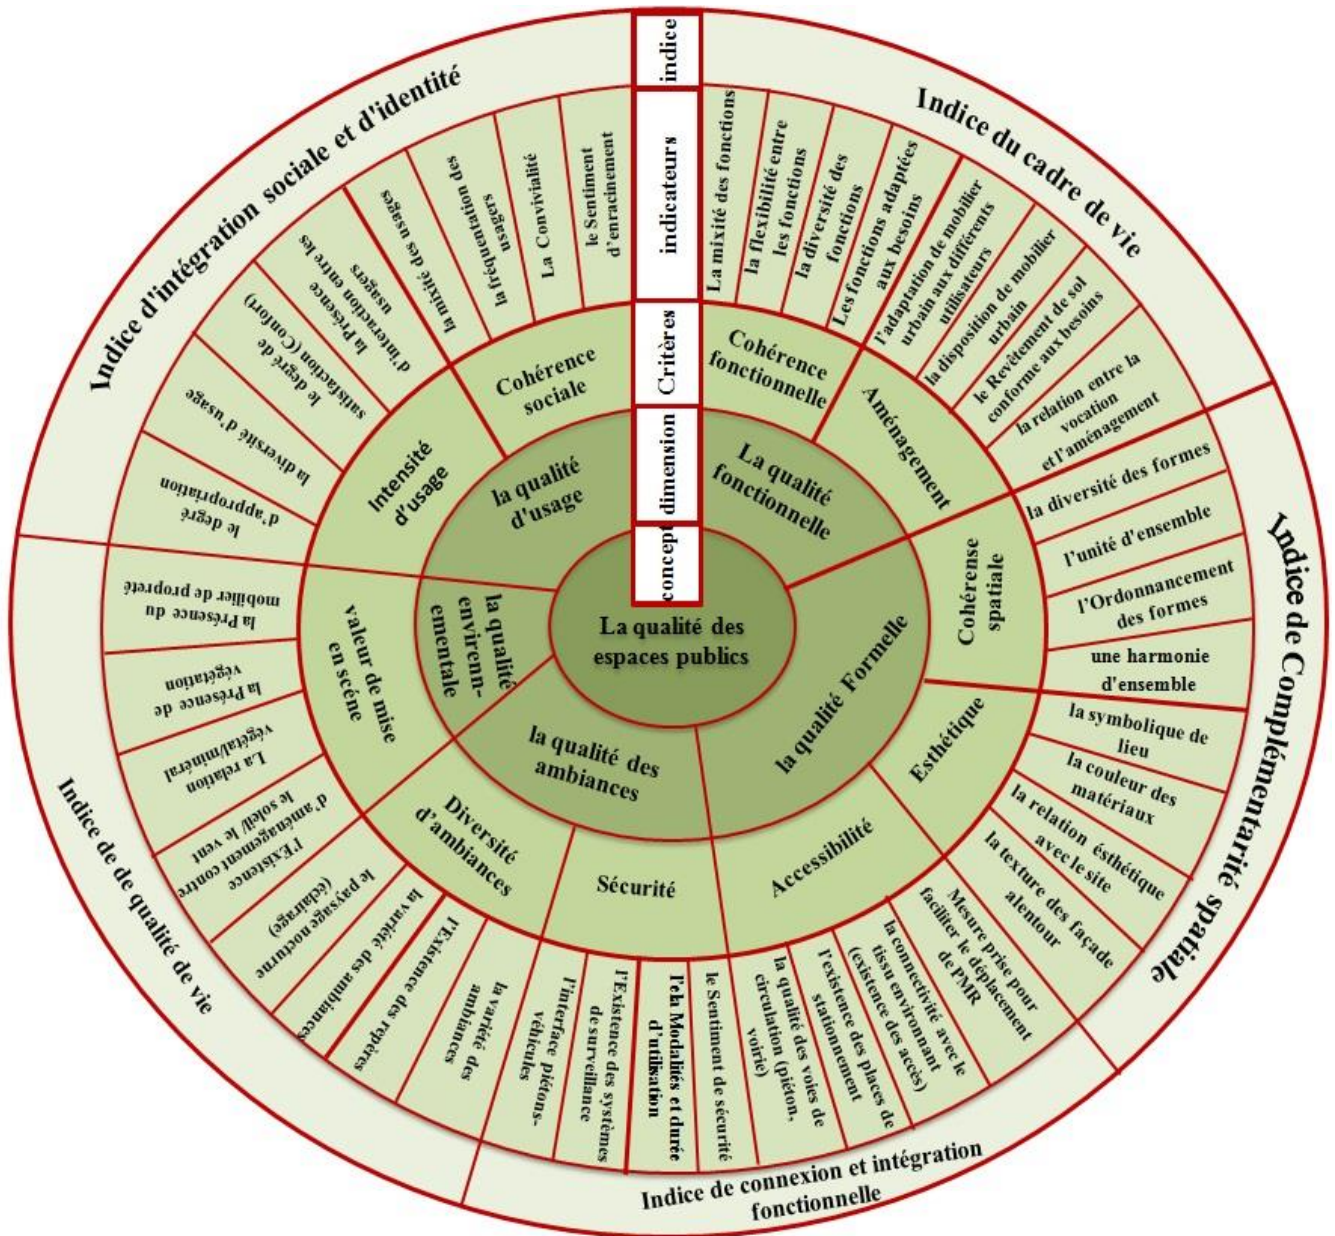 indice
indicateurs
Critères
dimension
concept
La qualité des
espaces publics
La qualité
fonctionnelle
la qualité Formelle
la qualité des
ambiances
la qualité
environn-
ementale
la qualité
d'usage
Cohérence
fonctionnelle
Aménagement
Cohérense
spatiale
Esthétique
Accessibilité
Sécurité
Diversité
d'ambiances
valeur de mise
en scéne
Intensité
d'usage
Cohérence
sociale
La mixité des fonctions
la flexibilité entre
les fonctions
la diversité des
fonctions
Les fonctions adaptées
aux besoins
l'adaptation de mobilier
urbain aux différents
utilisateurs
la disposition de mobilier
urbain
le Revêtement de sol
conforme aux besoins
la relation entre la
vocation
et l'aménagement
la diversité des formes
l'unité d'ensemble
l'Ordonnancement
des formes
une harmonie
d'ensemble
la symbolique de
lieu
la couleur des
matériaux
la relation ésthétique
avec le site
la texture des façade
alentour
Mesure prise pour
faciliter le déplacement
de PMR
la connectivité avec le
tissu environnant
(existence des accès)
l'existence des places de
stationnement
la qualité des voies de
circulation (piéton,
voirie)
le Sentiment de sécurité
l'ela Modalités et durée
d'utilisation
l'Existence des systèmes
de surveillance
l'interface piétons-
véhicules
la variété des
ambiances
l'Existence des repères
la variété des ambiances
le paysage nocturne
(éclairage)
l'Existence
d'aménagement contre
le soleil/ le vent
La relation
végétal/minéral
la Présence de
végétation
la Présence du
mobilier de propreté
le degré
d'appropriation
la diversité d'usage
le degré de
satisfaction (Confort)
la Présence
d'interaction entre les
usagers
la mixité des usages
la fréquentation des
usagers
La Convivialité
le Sentiment
d'enracinement
Indice du cadre de vie
Indice de Complémentarité spatiale
Indice de connexion et intégration
fonctionnelle
Indice de qualité de vie
Indice d'intégration sociale et d'identité